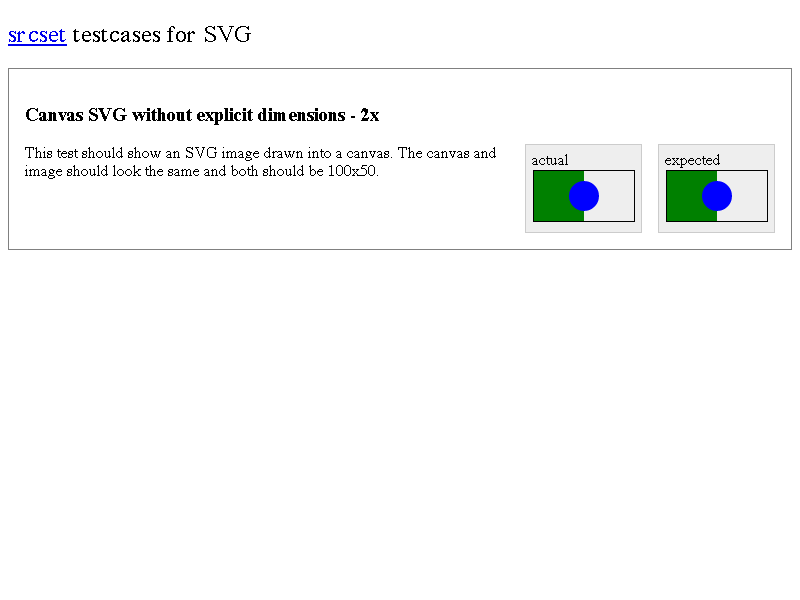 srcset testcases for SVG
Canvas SVG without explicit dimensions - 2x
This test should show an SVG image drawn into a canvas. The canvas and
image should look the same and both should be 100x50.
actual
expected